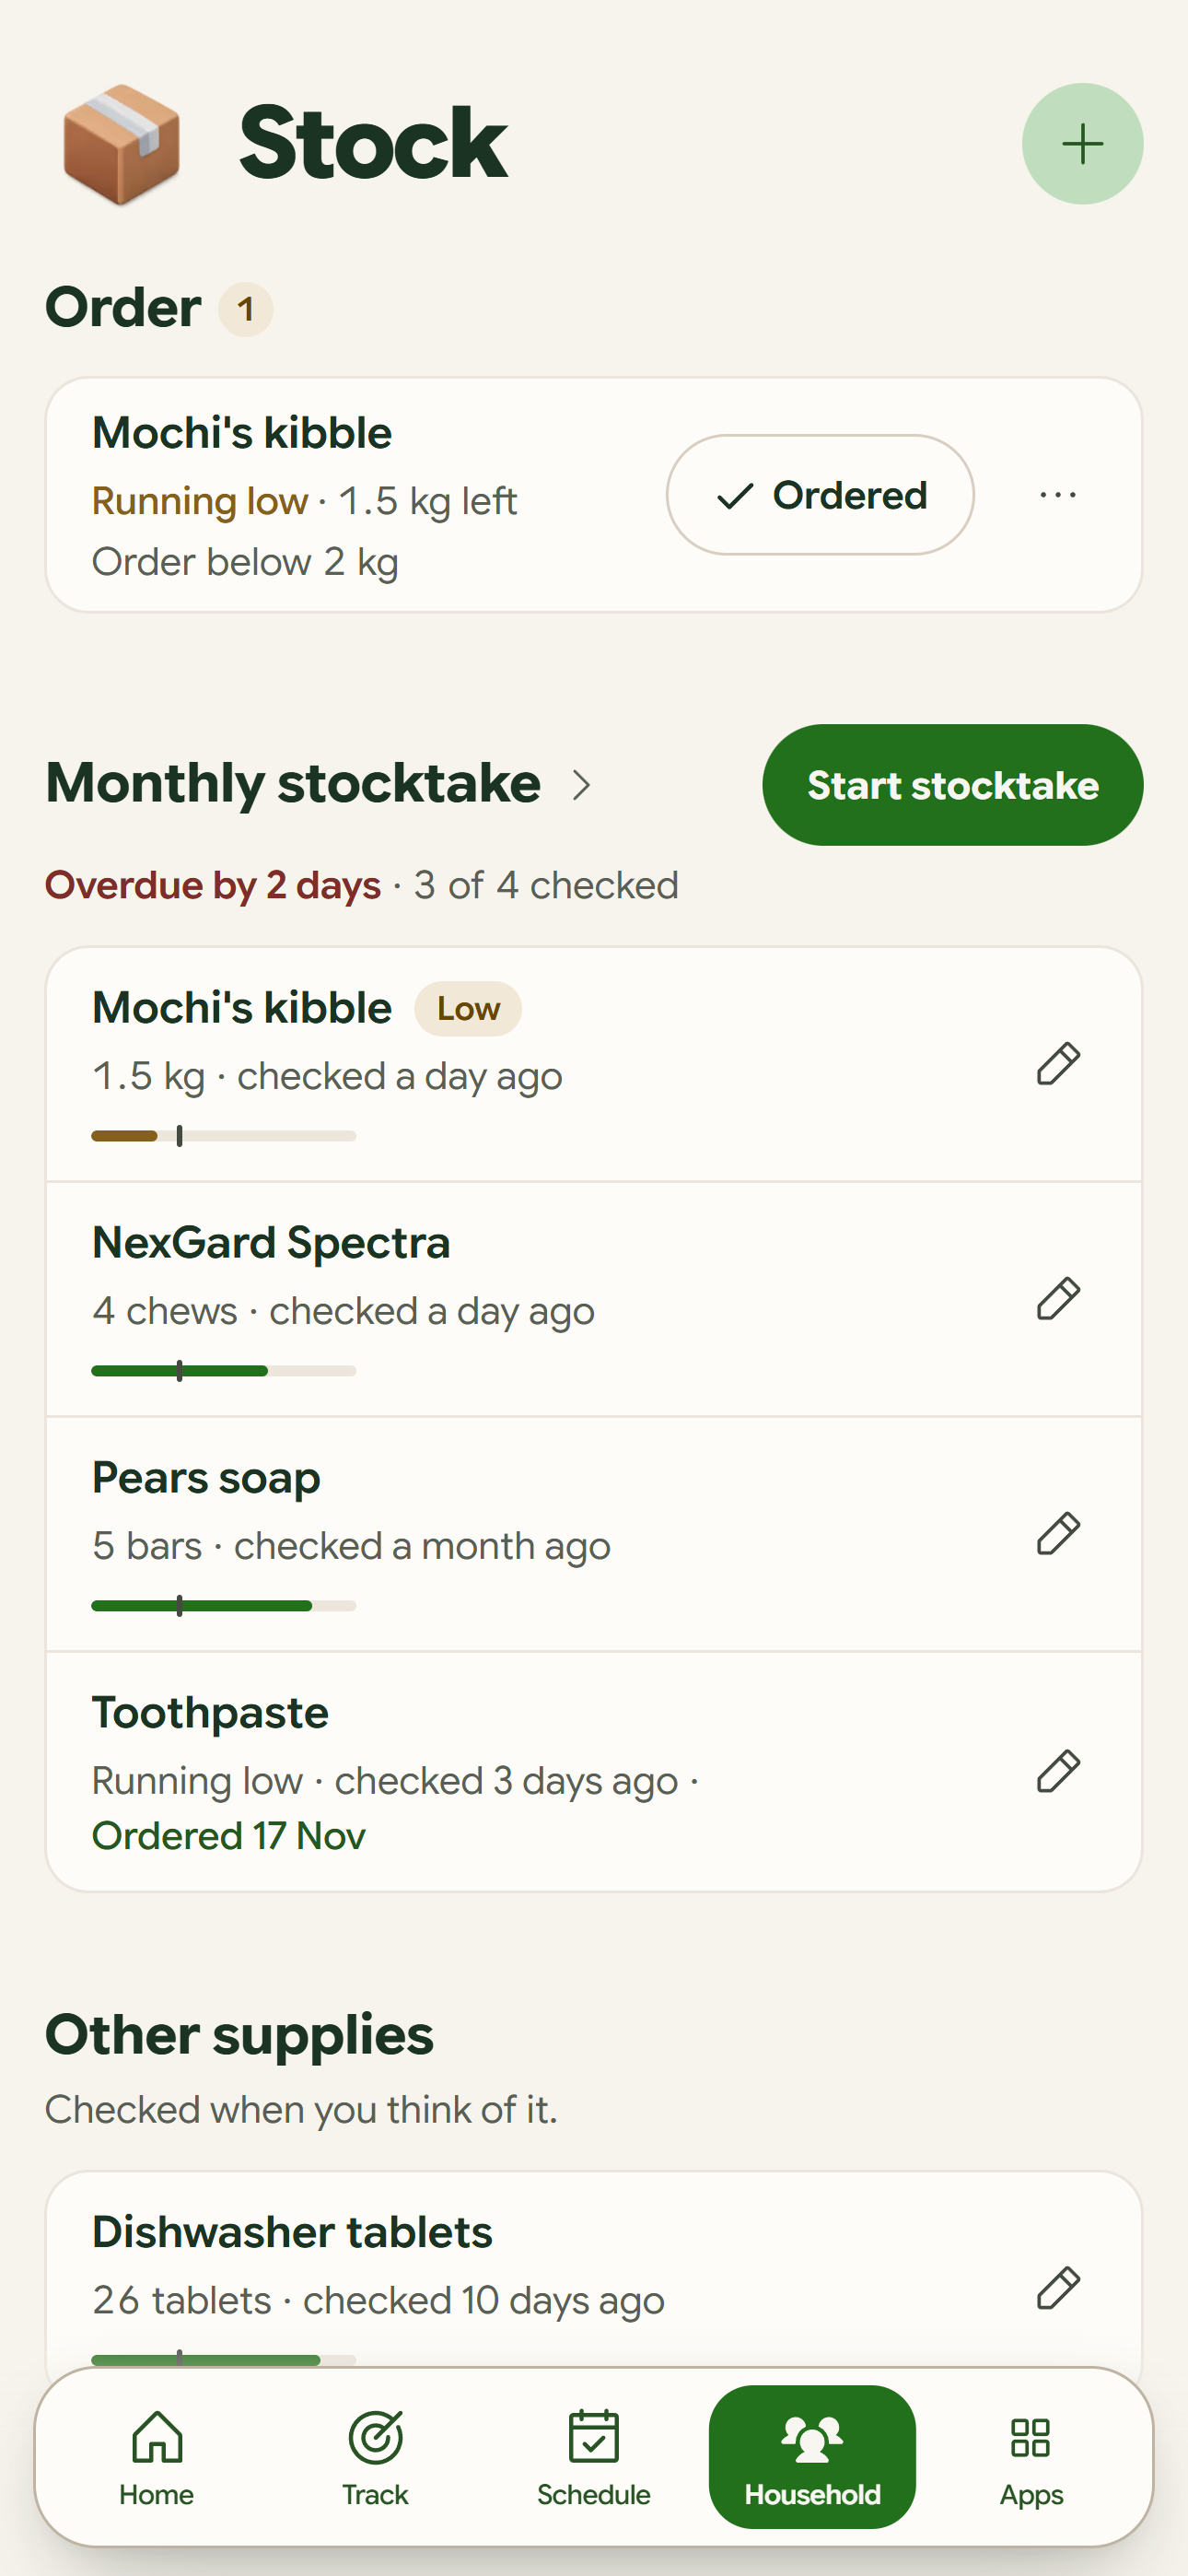 Stock
Order 1
Mochi's kibble
Running low · 1.5 kg left
Order below 2 kg
Ordered
Monthly stocktake
Start stocktake
Overdue by 2 days · 3 of 4 checked
Mochi's kibble Low
1.5 kg · checked a day ago
NexGard Spectra
4 chews · checked a day ago
Pears soap
5 bars · checked a month ago
Toothpaste
Running low · checked 3 days ago ·
Ordered 17 Nov
Other supplies
Checked when you think of it.
Dishwasher tablets
26 tablets · checked 10 days ago
Home
Track
Schedule
Household
Apps